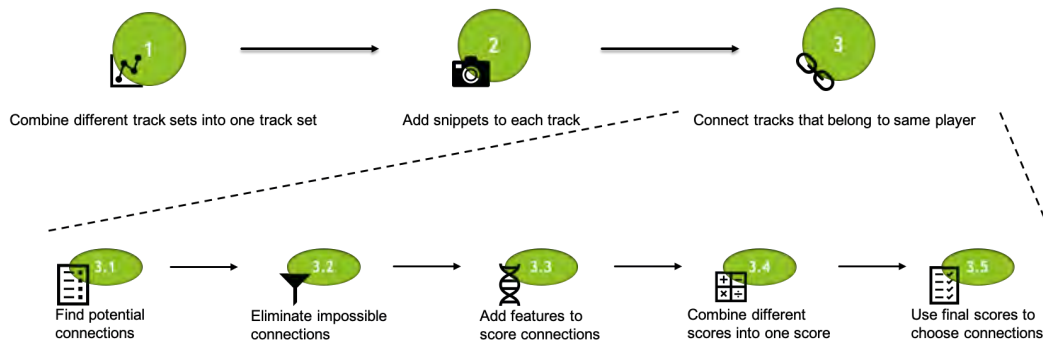 1
2
3
Combine different track sets into one track set
Add snippets to each track
Connect tracks that belong to same player
3.1
3.2
3.3
3.4
3.5
Find potential
connections
Eliminate impossible
connections
Add features to
score connections
Combine different
scores into one score
Use final scores to
choose connections